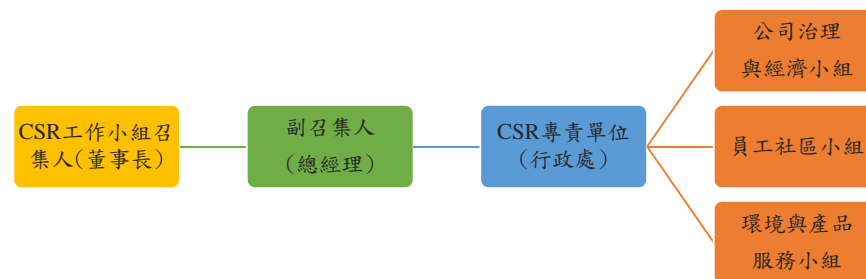 CSR工作小組召
集人(董事長)
副召集人
(總經理)
CSR專責單位
(行政處)
公司治理
與經濟小組
員工社區小組
環境與產品
服務小組